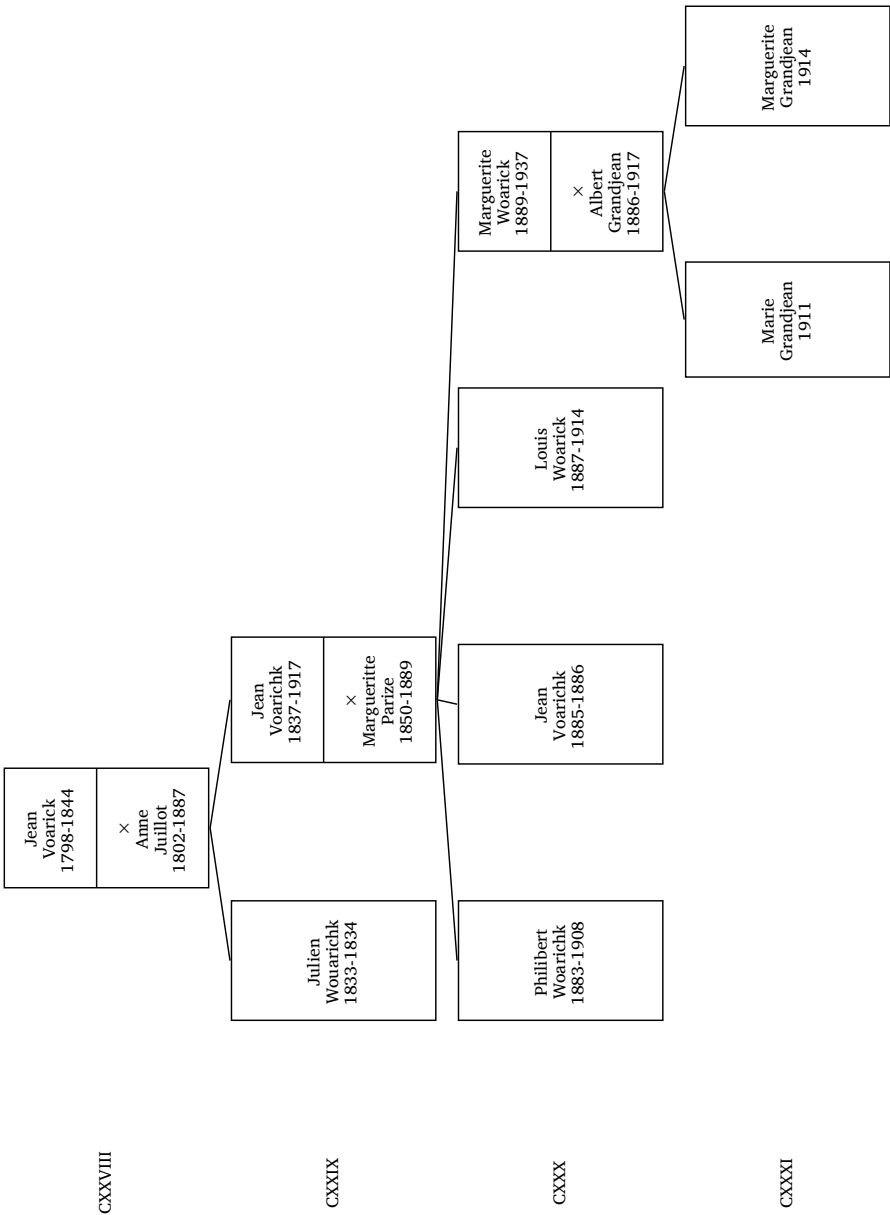 CXXVIII
Jean
Voarick
1798-1844
×
Anne
Juillot
1802-1887
CXXIX
Julien
Wouarichk
1833-1834
Jean
Voarichk
1837-1917
×
Margueritte
Parize
1850-1889
CXXX
Philibert
Woarichk
1883-1908
Jean
Voarichk
1885-1886
Louis
Woarick
1887-1914
Marguerite
Woarick
1889-1937
×
Albert
Grandjean
1886-1917
CXXXI
Marie
Grandjean
1911
Marguerite
Grandjean
1914